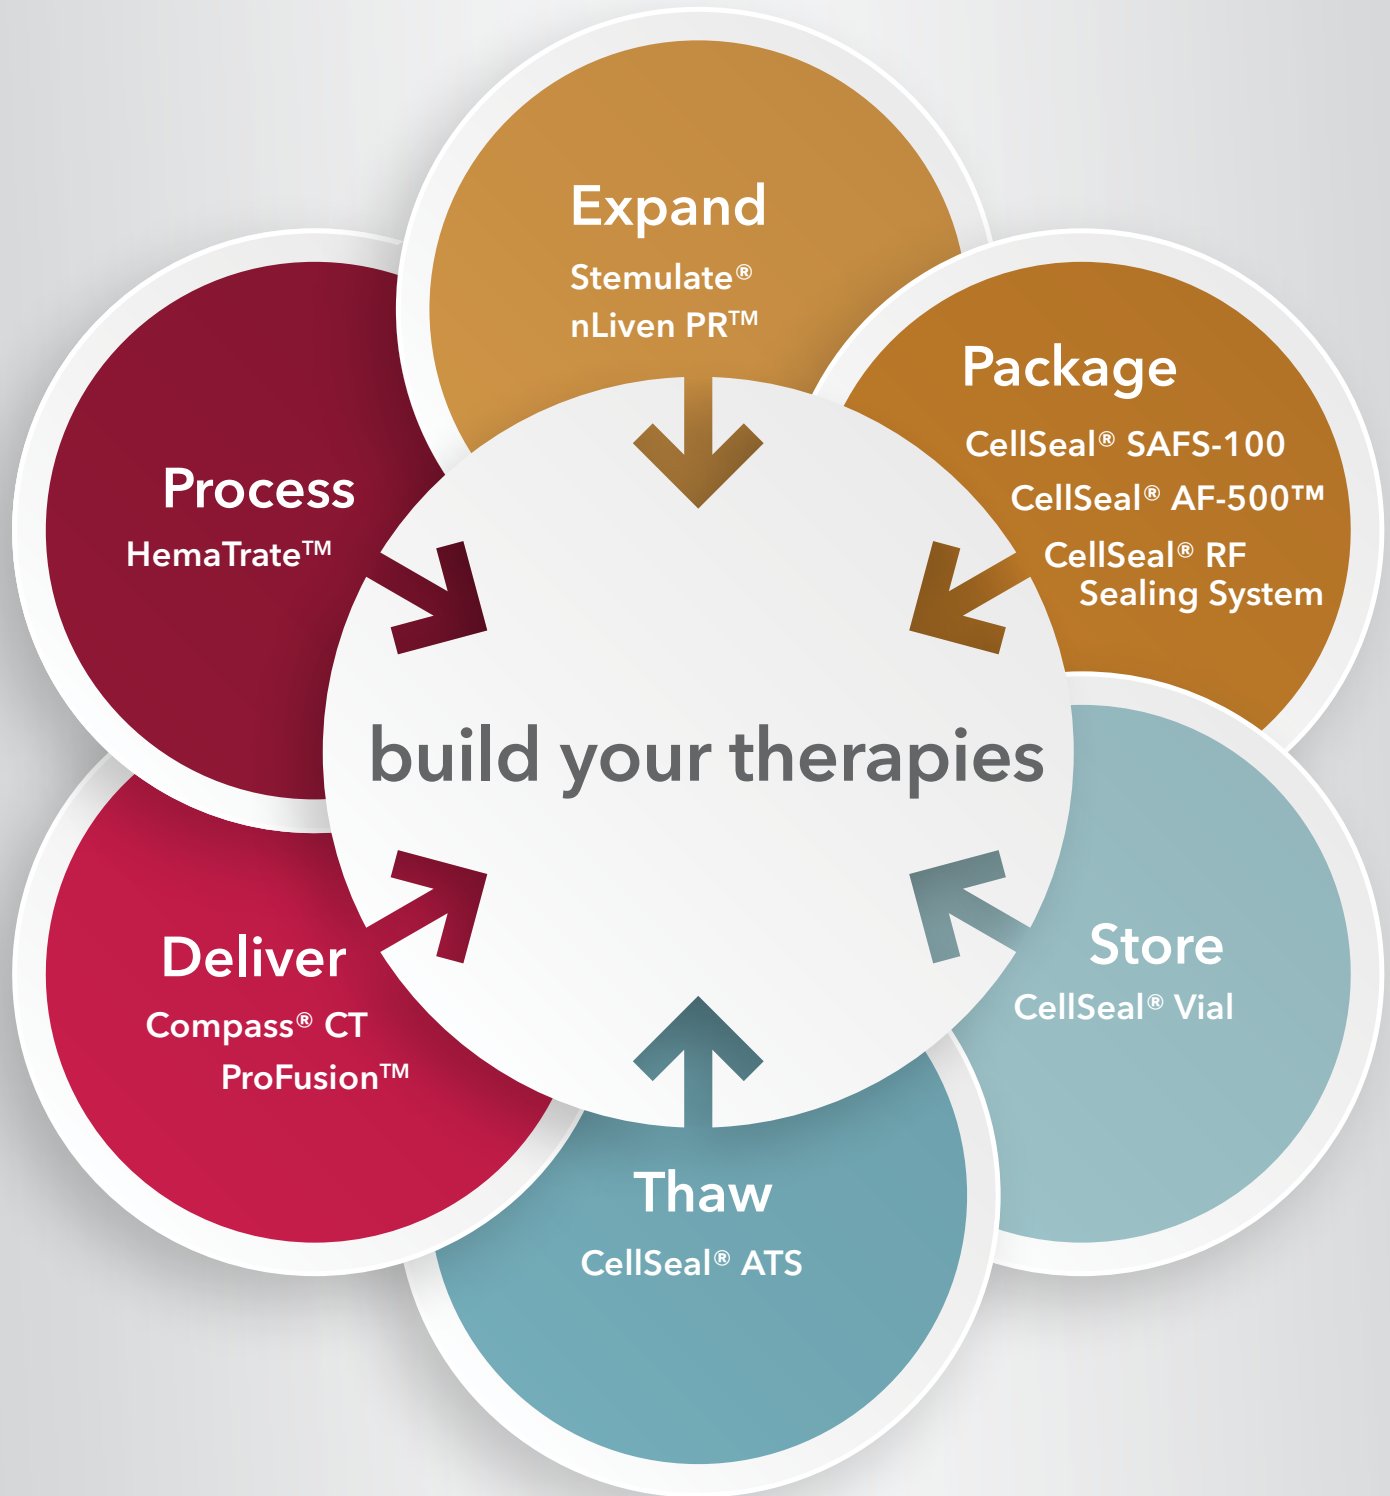 Expand
Stemulate®
nLiven PR™
Package
CellSeal® SAFS-100
CellSeal® AF-500™
CellSeal® RF
Sealing System
Process
HemaTrate™
build your therapies
Deliver
Compass® CT
ProFusion™
Store
CellSeal® Vial
Thaw
CellSeal® ATS